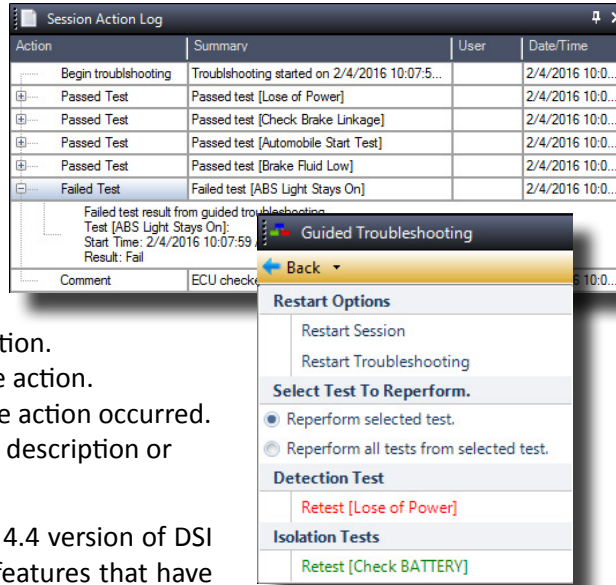 Session Action Log
Action Summary User Date/Time
Begin troublshooting Troublshooting started on 2/4/2016 10:07:5... 2/4/2016 10:0...
Passed Test Passed test [Lose of Power] 2/4/2016 10:0...
Passed Test Passed test [Check Brake Linkage] 2/4/2016 10:0...
Passed Test Passed test [Automobile Start Test] 2/4/2016 10:0...
Passed Test Passed test [Brake Fluid Low] 2/4/2016 10:0...
Failed Test Failed test [ABS Light Stays On] 2/4/2016 10:0...
Failed test result from guided troubleshooting
Test [ABS Light Stays On]:
Start Time: 2/4/2016 10:07:59
Result: Fail
Comment ECU checke 6 10:0...
Guided Troubleshooting
Back
Restart Options
Restart Session
Restart Troubleshooting
Select Test To Reperform.
Reperform selected test.
Reperform all tests from selected test.
Detection Test
Retest [Lose of Power]
Isolation Tests
Retest [Check BATTERY]
tion.
e action.
e action occurred.
description or
4.4 version of DSI
features that have